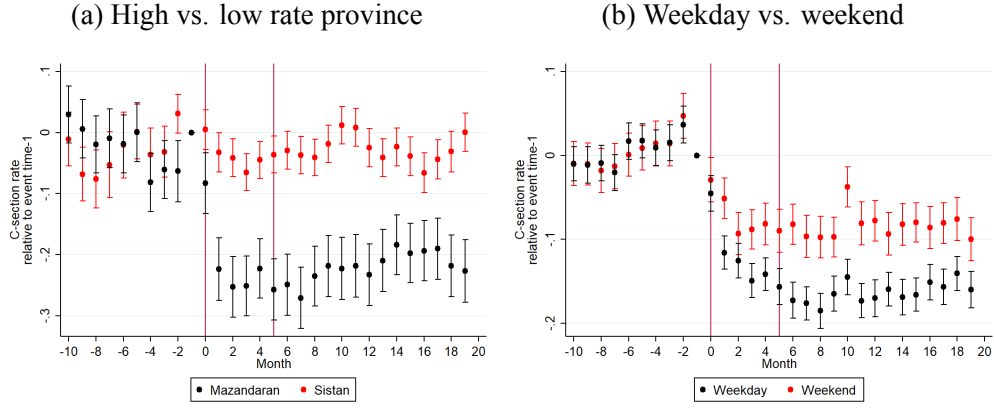 (a) High vs. low rate province
C-section rate
relative to event time-1
.1
0
-.1
-.2
-.3
-10 -8 -6 -4 -2 0 2 4 6 8 10 12 14 16 18 20
Month
Mazandaran Sistan
(b) Weekday vs. weekend
C-section rate
relative to event time-1
.1
0
-.1
-.2
-10 -8 -6 -4 -2 0 2 4 6 8 10 12 14 16 18 20
Month
Weekday Weekend